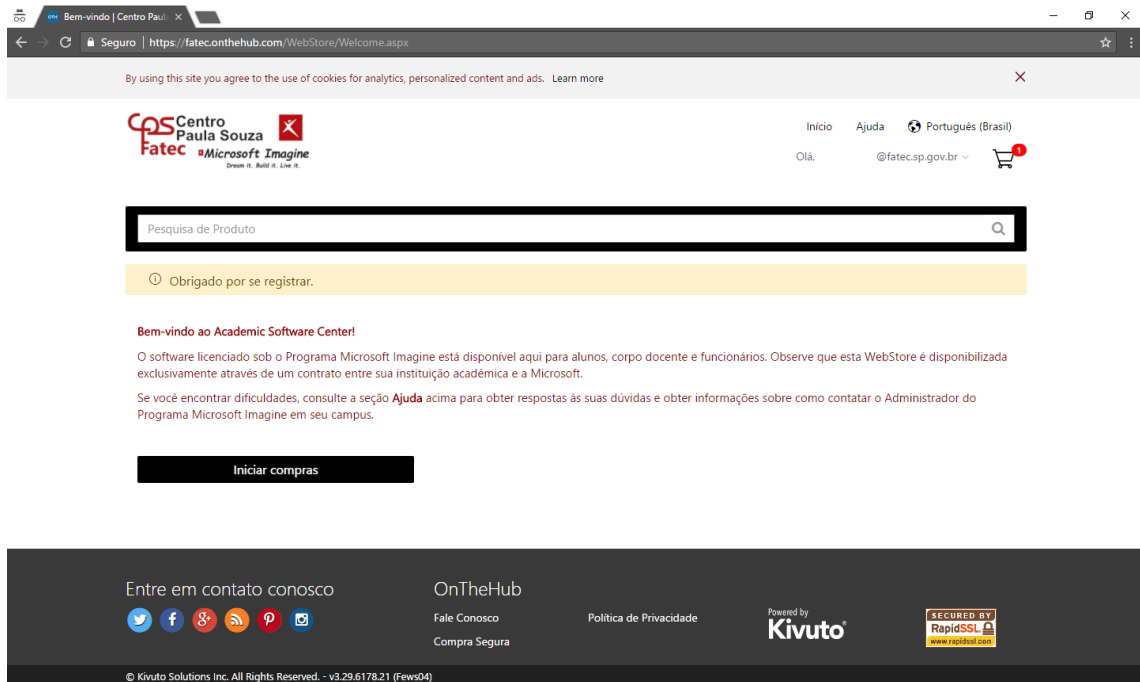 Bem-vindo | Centro Paul
Seguro | https://fatec.onthehub.com/WebStore/Welcome.aspx
By using this site you agree to the use of cookies for analytics, personalized content and ads. Learn more
CPS Centro
Paula Souza
Fatec Microsoft Imagine
Dream it. Build it. Live it.
Início Ajuda Português (Brasil)
Olá, @fatec.sp.gov.br
1
Pesquisa de Produto
Obrigado por se registrar.
Bem-vindo ao Academic Software Center!
O software licenciado sob o Programa Microsoft Imagine está disponível aqui para alunos, corpo docente e funcionários. Observe que esta WebStore é disponibilizada
exclusivamente através de um contrato entre sua instituição acadêmica e a Microsoft.
Se você encontrar dificuldades, consulte a seção Ajuda acima para obter respostas às suas dúvidas e obter informações sobre como contatar o Administrador do
Programa Microsoft Imagine em seu campus.
Iniciar compras
Entre em contato conosco
OnTheHub
Fale Conosco
Política de Privacidade
Compra Segura
Powered by
Kivuto
SECURED BY
RapidSSL
www.rapidssl.com
© Kivuto Solutions Inc. All Rights Reserved. - v3.29.6178.21 (Fews04)